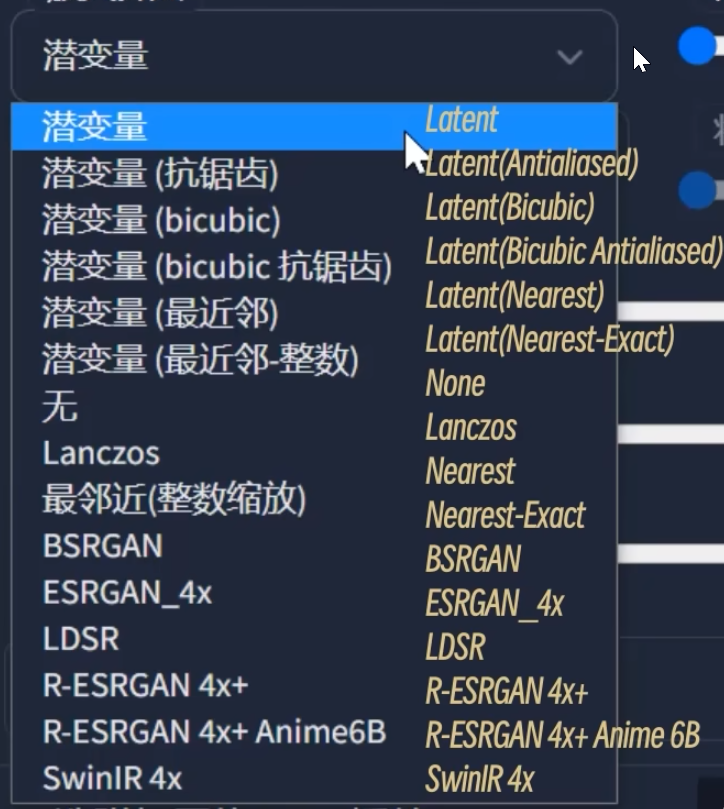 潜变量
潜变量 Latent
潜变量 (抗锯齿) Latent(Antialiased)
潜变量 (bicubic) Latent(Bicubic)
潜变量 (bicubic 抗锯齿) Latent(Bicubic Antialiased)
潜变量 (最近邻) Latent(Nearest)
潜变量 (最近邻-整数) Latent(Nearest-Exact)
无 None
Lanczos Lanczos
最邻近(整数缩放) Nearest
Nearest-Exact
BSRGAN BSRGAN
ESRGAN_4x ESRGAN_4x
LDSR LDSR
R-ESRGAN 4x+ R-ESRGAN 4x+
R-ESRGAN 4x+ Anime6B R-ESRGAN 4x+ Anime 6B
SwinIR 4x SwinIR 4x